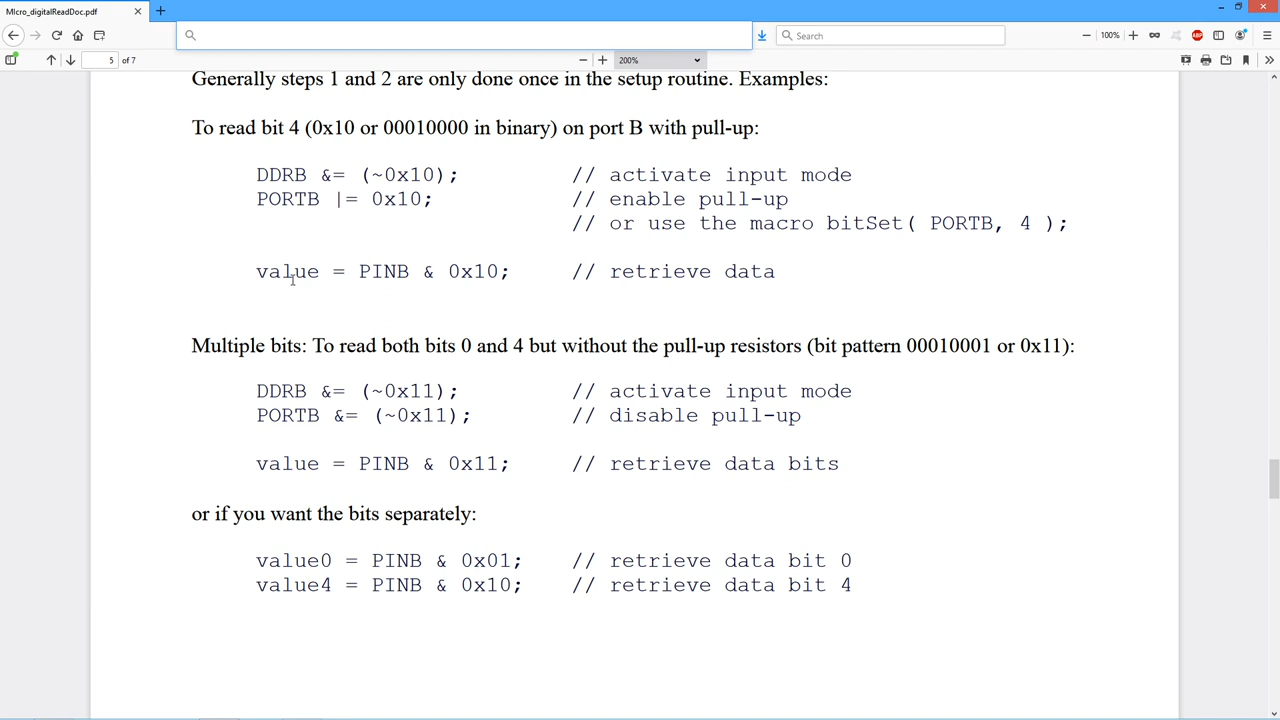 MIcro_digitalReadDoc.pdf
Search
100%
ABP
5 of 7
200%
Generally steps 1 and 2 are only done once in the setup routine. Examples:
To read bit 4 (0x10 or 00010000 in binary) on port B with pull-up:
DDRB &= (~0x10); // activate input mode
PORTB |= 0x10; // enable pull-up
// or use the macro bitSet( PORTB, 4 );
value = PINB & 0x10; // retrieve data
Multiple bits: To read both bits 0 and 4 but without the pull-up resistors (bit pattern 00010001 or 0x11):
DDRB &= (~0x11); // activate input mode
PORTB &= (~0x11); // disable pull-up
value = PINB & 0x11; // retrieve data bits
or if you want the bits separately:
value0 = PINB & 0x01; // retrieve data bit 0
value4 = PINB & 0x10; // retrieve data bit 4